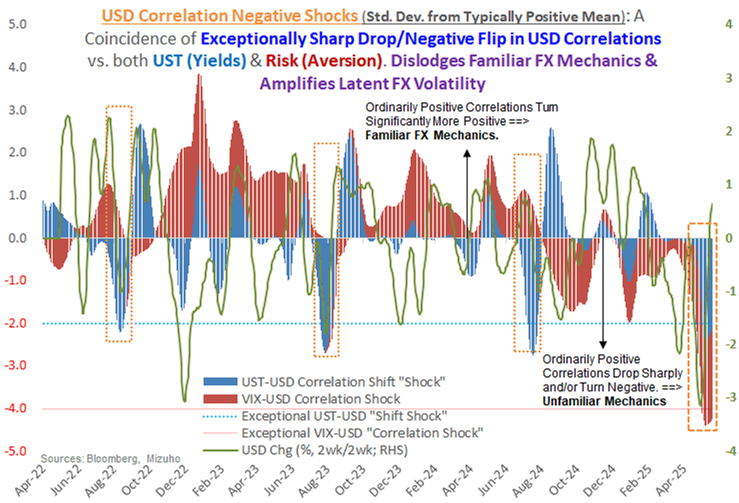 USD Correlation Negative Shocks (Std. Dev. from Typically Positive Mean): A
Coincidence of Exceptionally Sharp Drop/Negative Flip in USD Correlations
vs. both UST (Yields) & Risk (Aversion). Dislodges Familiar FX Mechanics &
Amplifies Latent FX Volatility
5.0
4.0
3.0
2.0
1.0
0.0
-1.0
-2.0
-3.0
-4.0
-5.0
4
3
2
1
0
-1
-2
-3
-4
Ordinarily Positive Correlations Turn
Significantly More Positive ==>
Familiar FX Mechanics.
Ordinarily Positive
Correlations Drop Sharply
and/or Turn Negative. ==>
Unfamiliar Mechanics
UST-USD Correlation Shift "Shock"
VIX-USD Correlation Shock
Exceptional UST-USD "Shift Shock"
Exceptional VIX-USD "Correlation Shock"
USD Chg (%, 2wk/2wk; RHS)
Sources: Bloomberg, Mizuho
Apr-22
Jun-22
Aug-22
Oct-22
Dec-22
Feb-23
Apr-23
Jun-23
Aug-23
Oct-23
Dec-23
Feb-24
Apr-24
Jun-24
Aug-24
Oct-24
Dec-24
Feb-25
Apr-25